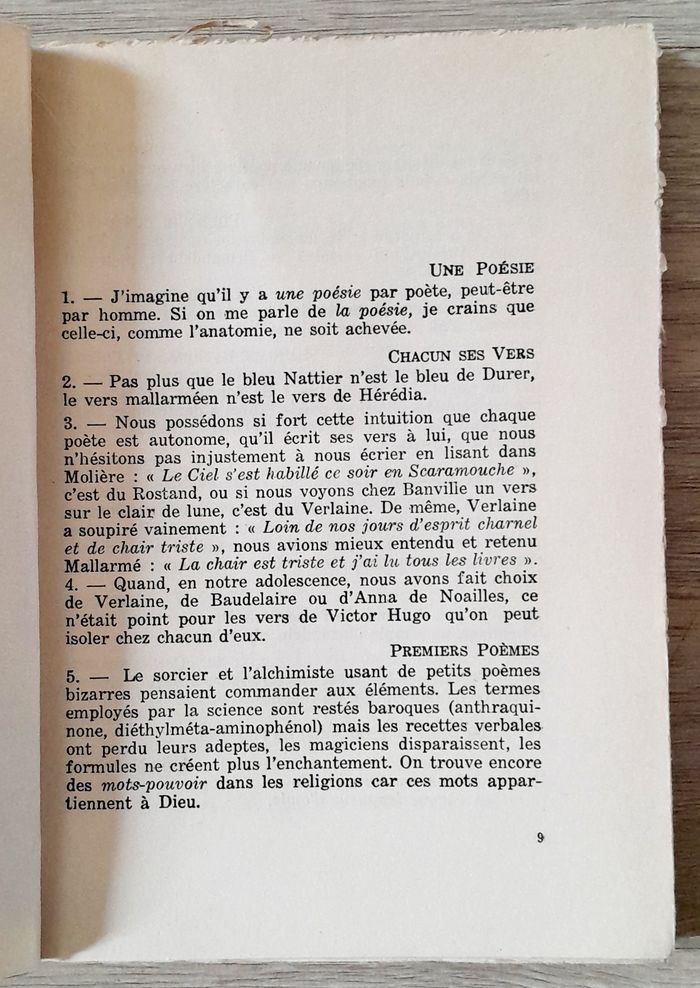 UNE POÉSIE
1. — J'imagine qu'il y a une poésie par poète, peut-être
par homme. Si on me parle de la poésie, je crains que
celle-ci, comme l'anatomie, ne soit achevée.
CHACUN SES VERS
2. — Pas plus que le bleu Nattier n'est le bleu de Durer,
le vers mallarméen n'est le vers de Hérédia.
3. — Nous possédons si fort cette intuition que chaque
poète est autonome, qu'il écrit ses vers à lui, que nous
n'hésitons pas injustement à nous écrier en lisant dans
Molière : « Le Ciel s'est habillé ce soir en Scaramouche »,
c'est du Rostand, ou si nous voyons chez Banville un vers
sur le clair de lune, c'est du Verlaine. De même, Verlaine
a soupiré vainement : « Loin de nos jours d'esprit charnel
et de chair triste », nous avions mieux entendu et retenu
Mallarmé : « La chair est triste et j'ai lu tous les livres ».
4. — Quand, en notre adolescence, nous avons fait choix
de Verlaine, de Baudelaire ou d'Anna de Noailles, ce
n'était point pour les vers de Victor Hugo qu'on peut
isoler chez chacun d'eux.
PREMIERS POÈMES
5. — Le sorcier et l'alchimiste usant de petits poèmes
bizarres pensaient commander aux éléments. Les termes
employés par la science sont restés baroques (anthraqui-
none, diéthylméta-aminophénol) mais les recettes verbales
ont perdu leurs adeptes, les magiciens disparaissent, les
formules ne créent plus l'enchantement. On trouve encore
des mots-pouvoir dans les religions car ces mots appar-
tiennent à Dieu.
9